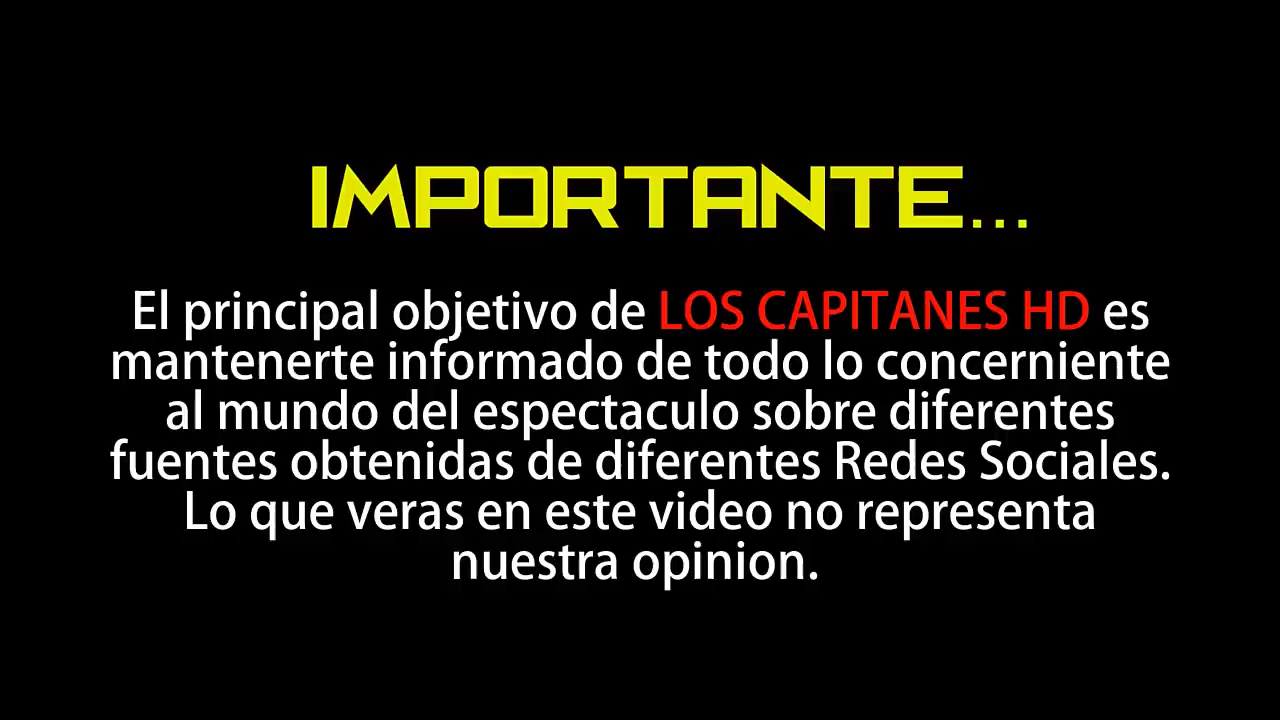 IMPORTANTE...
El principal objetivo de LOS CAPITANES HD es
mantenerte informado de todo lo concerniente
al mundo del espectaculo sobre diferentes
fuentes obtenidas de diferentes Redes Sociales.
Lo que veras en este video no representa
nuestra opinion.